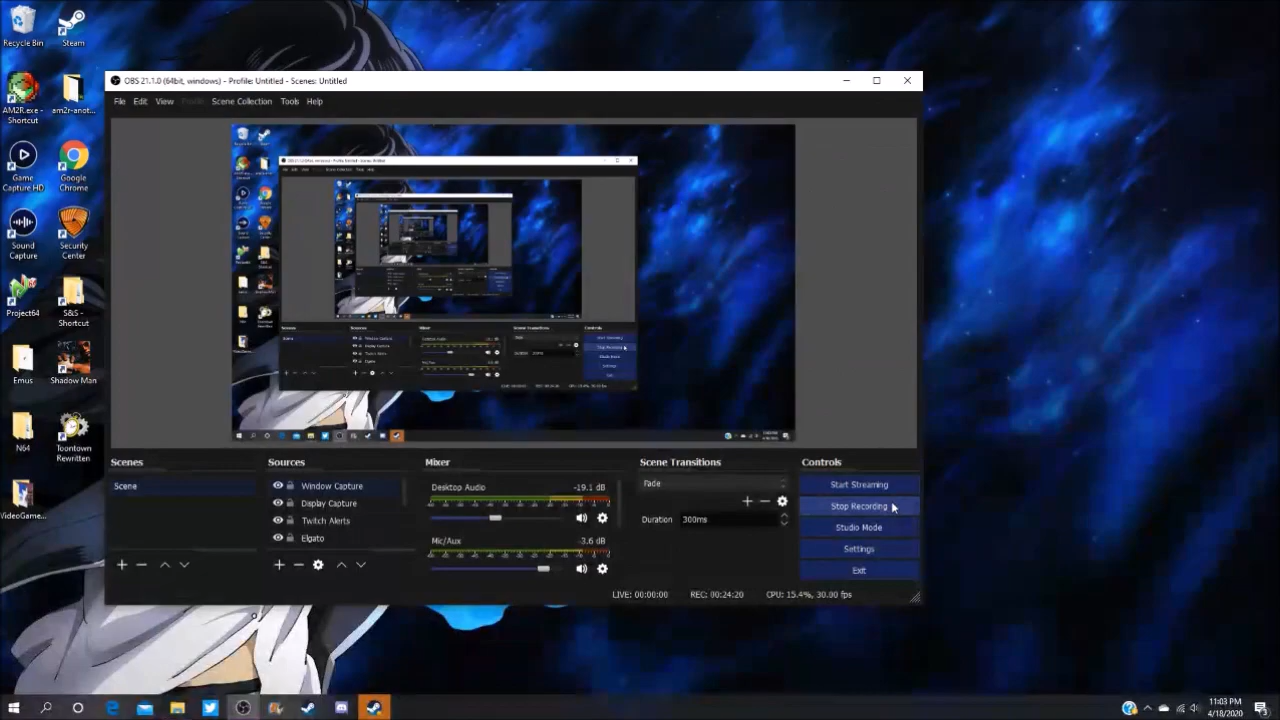 Recycle Bin
Steam
AM2R.exe - Shortcut
am2r-anot...
Game Capture HD
Google Chrome
Sound Capture
Security Center
Project64
S&S - Shortcut
Emus
Shadow Man
N64
Toontown Rewritten
VideoGame...
OBS 21.1.0 (64bit, windows) - Profile: Untitled - Scenes: Untitled
File Edit View Profile Scene Collection Tools Help
Scenes
Scene
Sources
Window Capture
Display Capture
Twitch Alerts
Elgato
Mixer
Desktop Audio -19.1 dB
Mic/Aux -3.6 dB
Scene Transitions
Fade
Duration 300ms
Controls
Start Streaming
Stop Recording
Studio Mode
Settings
Exit
LIVE: 00:00:00 REC: 00:24:20 CPU: 15.4%, 30.00 fps
11:03 PM
4/18/2020